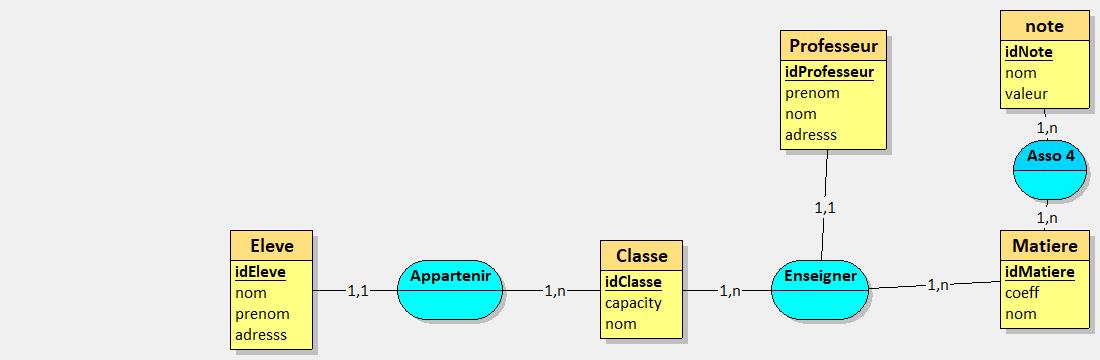 note
idNote
nom
valeur
1,n
Asso 4
1,n
Professeur
idProfesseur
prenom
nom
adresss
1,1
Eleve
idEleve
nom
prenom
adresss
1,1
Appartenir
1,n
Classe
idClasse
capacity
nom
1,n
Enseigner
1,n
Matiere
idMatiere
coeff
nom